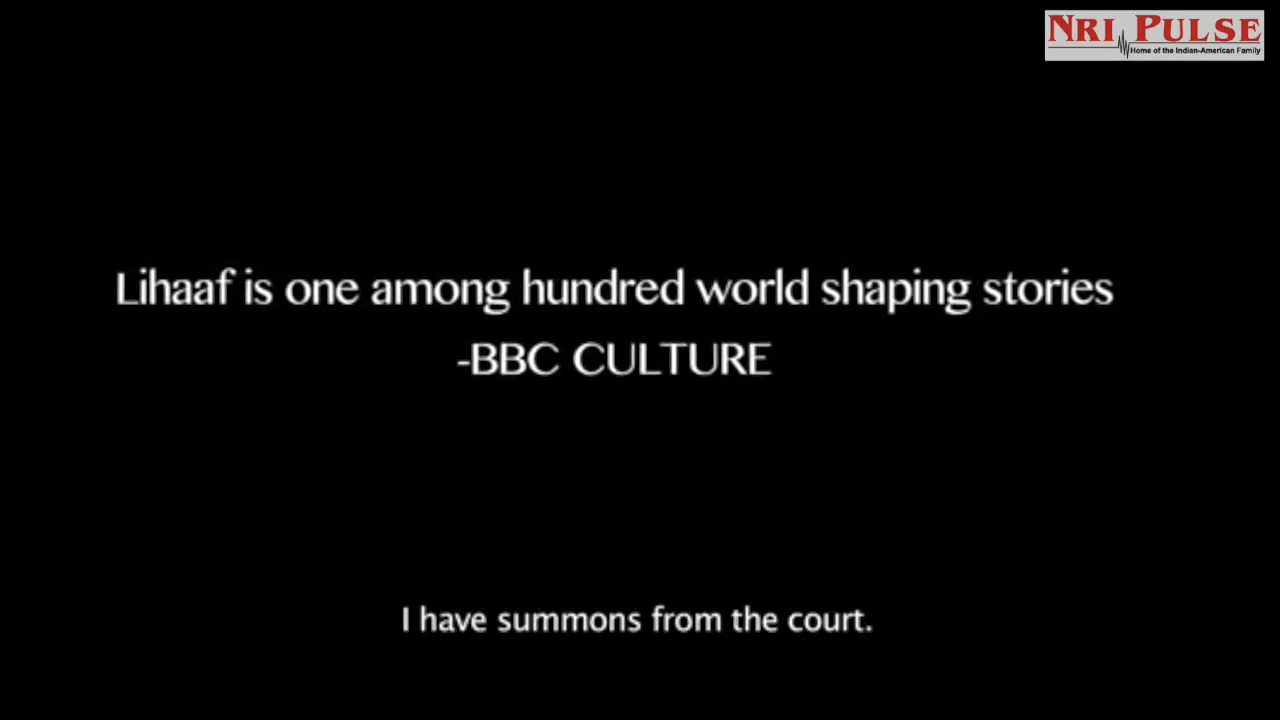 NRI PULSE
Home of the Indian-American Family
Lihaaf is one among hundred world shaping stories
-BBC CULTURE
I have summons from the court.